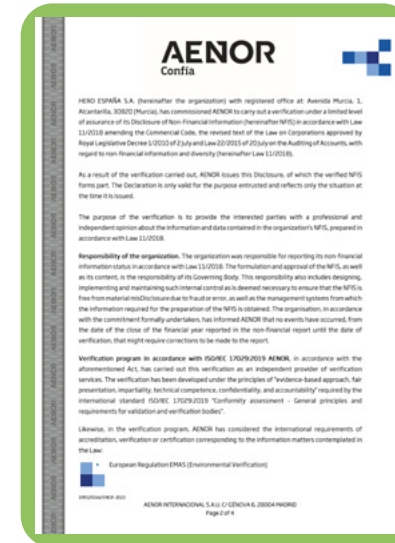 AENOR
Confía
HERO ESPAÑA S.A. (hereinafter the organization) with registered office at: Avenida Murcia, 1,
Alcantarilla, 30820 (Murcia), has commissioned AENOR to carry out a verification under a limited level
of assurance of its Disclosure of Non-Financial Information (hereinafter NFIS) in accordance with Law
11/2018 amending the Commercial Code, the revised text of the Law on Corporations approved by
Royal Legislative Decree 1/2010 of 2 july and Law 22/2015 of 20 july on the Auditing of Accounts, with
regard to non-financial information and diversity (hereinafter Law 11/2018).
As a result of the verification carried out, AENOR issues this Disclosure, of which the verified NFIS
forms part. The Declaration is only valid for the purpose entrusted and reflects only the situation at
the time it is issued.
The purpose of the verification is to provide the interested parties with a professional and
independent opinion about the information and data contained in the organization's NFIS, prepared in
accordance with Law 11/2018.
Responsibility of the organization. The organization was responsible for reporting its non-financial
information status in accordance with Law 11/2018. The formulation and approval of the NFIS, as well
as its content, is the responsibility of its Governing Body. This responsibility also includes designing,
implementing and maintaining such internal control as is deemed necessary to ensure that the NFIS is
free from material misDisclosure due to fraud or error, as well as the management systems from which
the information required for the preparation of the NFIS is obtained. The organisation, in accordance
with the commitment formally undertaken, has informed AENOR that no events have occurred, from
the date of the close of the financial year reported in the non-financial report until the date of
verification, that might require corrections to be made to the report.
Verification program in accordance with ISO/IEC 17029:2019 AENOR, in accordance with the
aforementioned Act, has carried out this verification as an independent provider of verification
services. The verification has been developed under the principles of "evidence-based approach, fair
presentation, impartiality, technical competence, confidentiality, and accountability" required by the
international standard ISO/IEC 17029:2019 "Conformity assessment - General principles and
requirements for validation and verification bodies".
Likewise, in the verification program, AENOR has considered the international requirements of
accreditation, verification or certification corresponding to the information matters contemplated in
the Law:
• European Regulation EMAS (Environmental Verification)
AENOR INTERNACIONAL S.A.U. C/ GÉNOVA 6, 28004 MADRID
Page 2 of 4